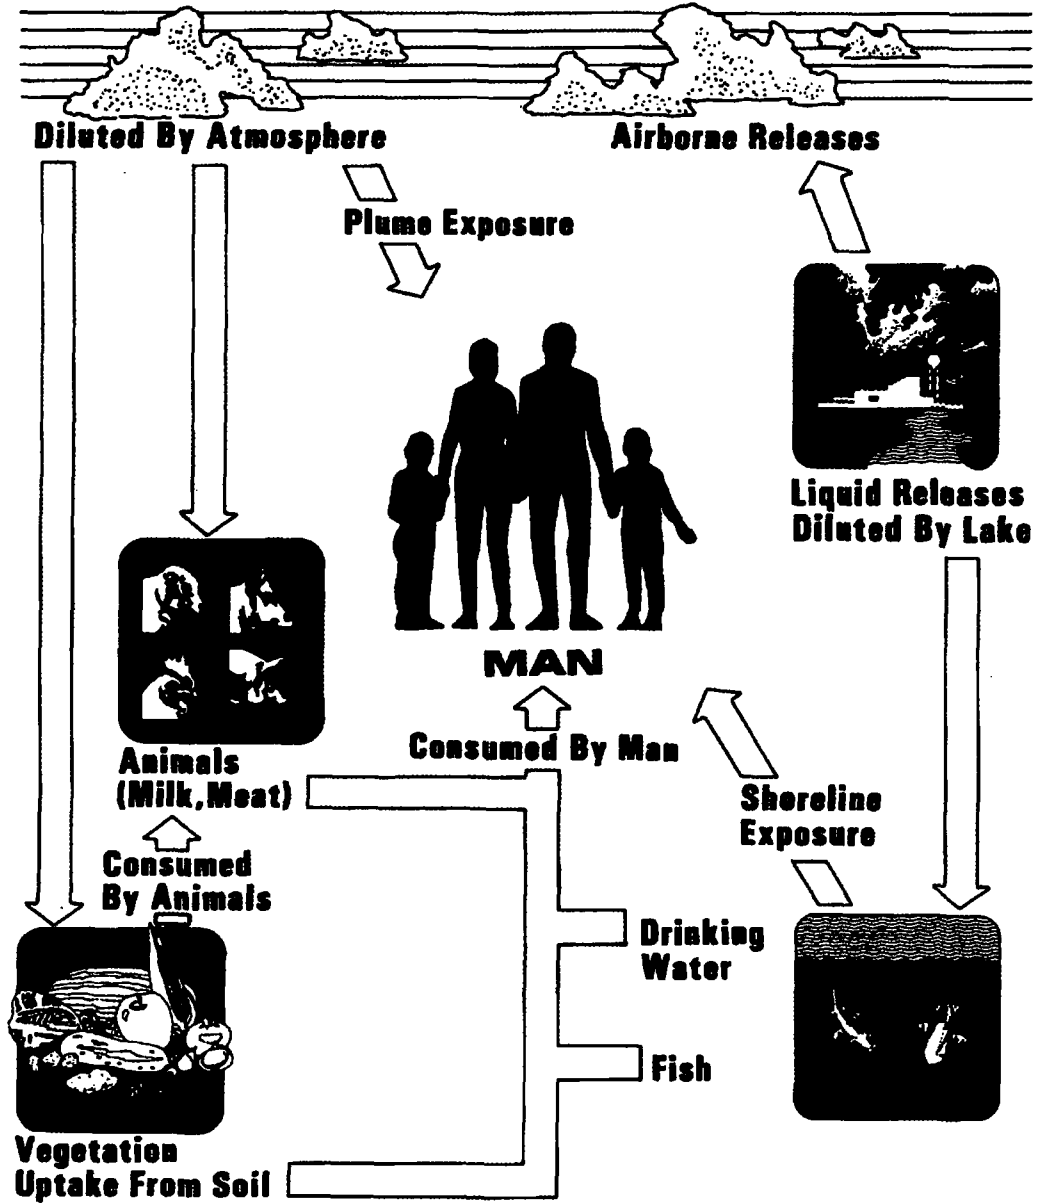 Diluted By Atmosphere
Airborne Releases
Plume Exposure
Liquid Releases
Diluted By Lake
MAN
Consumed By Man
Animals
(Milk, Meat)
Shoreline
Exposure
Consumed
By Animals
Drinking
Water
Fish
Vegetation
Uptake From Soil